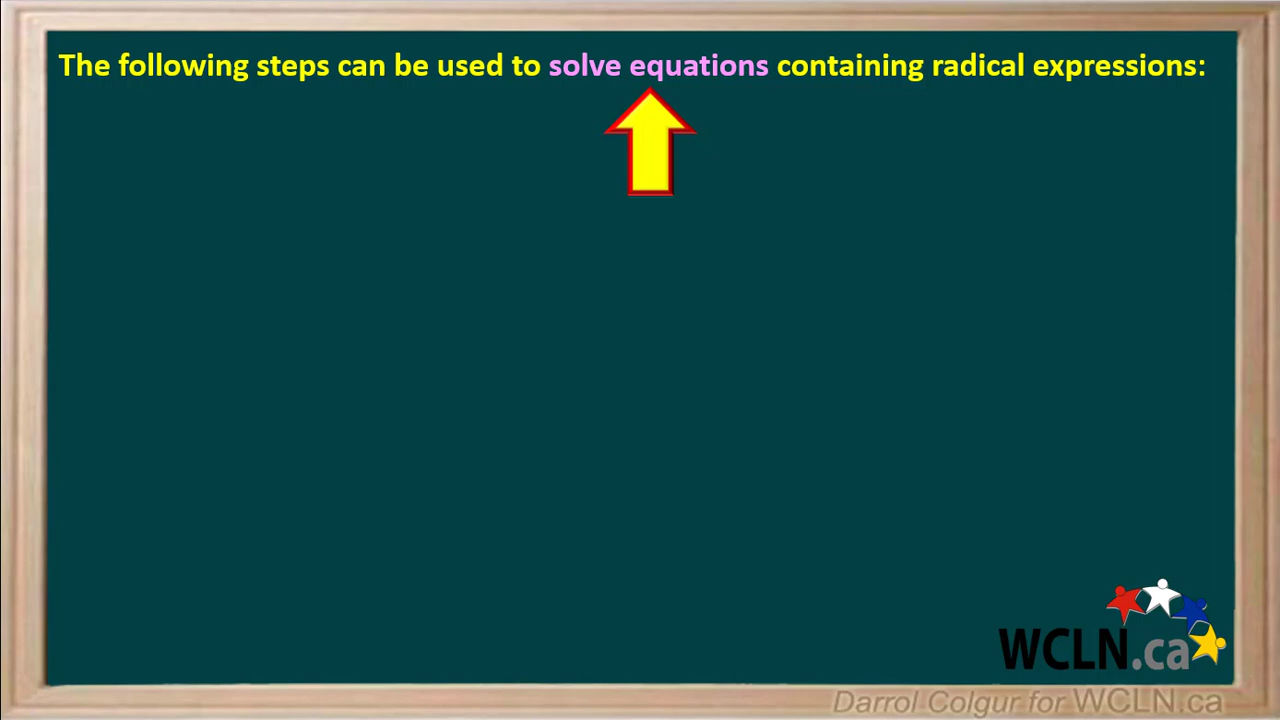 The following steps can be used to solve equations containing radical expressions:
WCLN.ca
Darrol Colgur for WCLN.ca